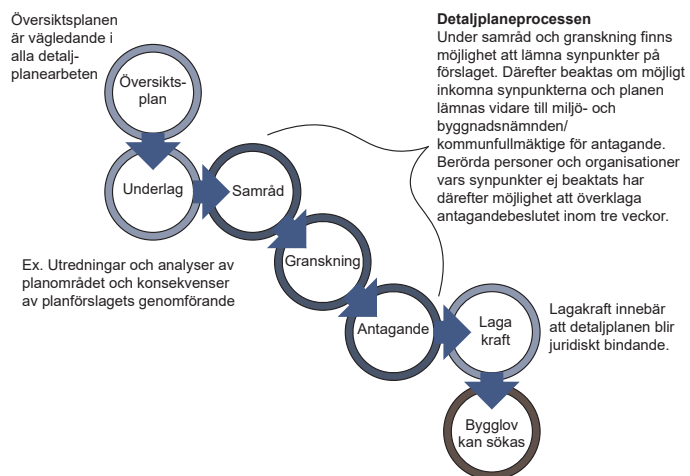 Översiktsplanen
är vägledande i
alla detalj-
planearbeten
Översikts-
plan
Underlag
Samråd
Granskning
Antagande
Laga
kraft
Bygglov
kan sökas
Ex. Utredningar och analyser av
planområdet och konsekvenser
av planförslagets genomförande
Detaljplaneprocessen
Under samråd och granskning finns
möjlighet att lämna synpunkter på
förslaget. Därefter beaktas om möjligt
inkomna synpunkterna och planen
lämnas vidare till miljö- och
byggnadsnämnden/
kommunfullmäktige för antagande.
Berörda personer och organisationer
vars synpunkter ej beaktats har
därefter möjlighet att överklaga
antagandebeslutet inom tre veckor.
Lagakraft innebär
att detaljplanen blir
juridiskt bindande.